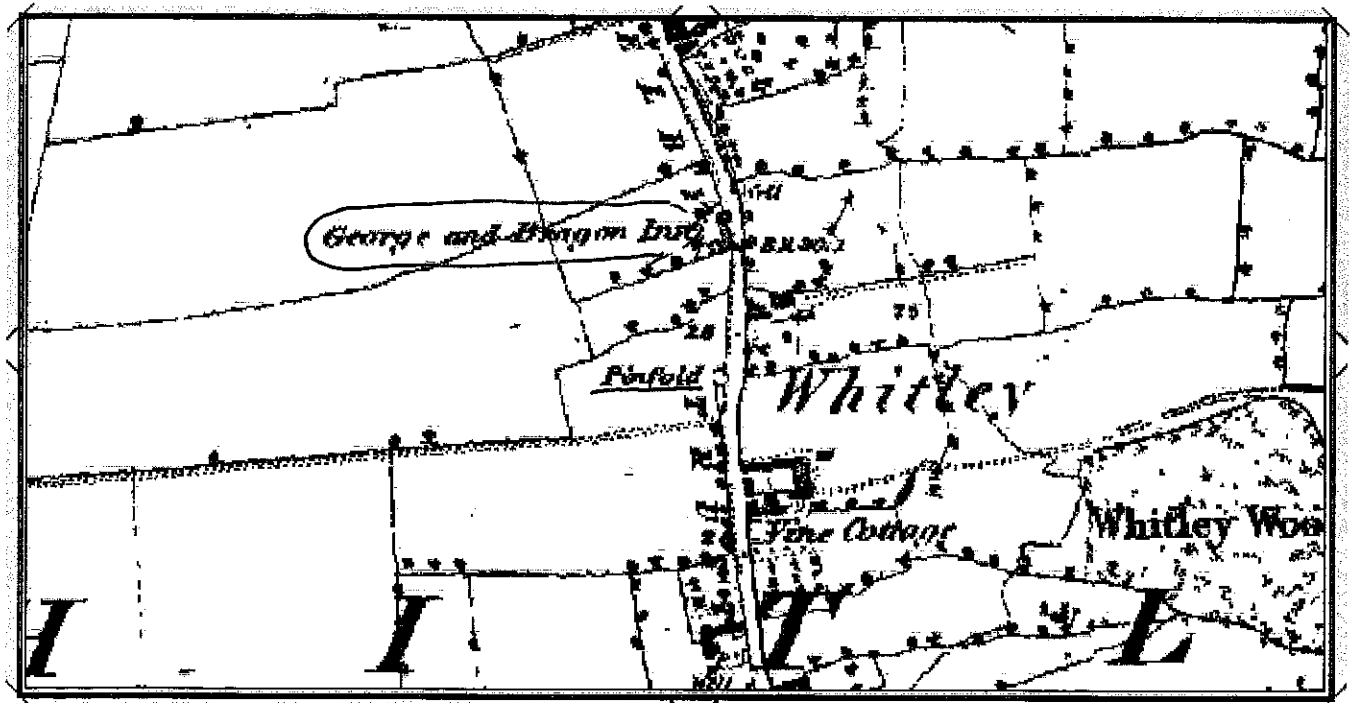 George and Dragon Inn
Pinfold
Whitley
Vine Cottage
Whitley Woo
I I T L